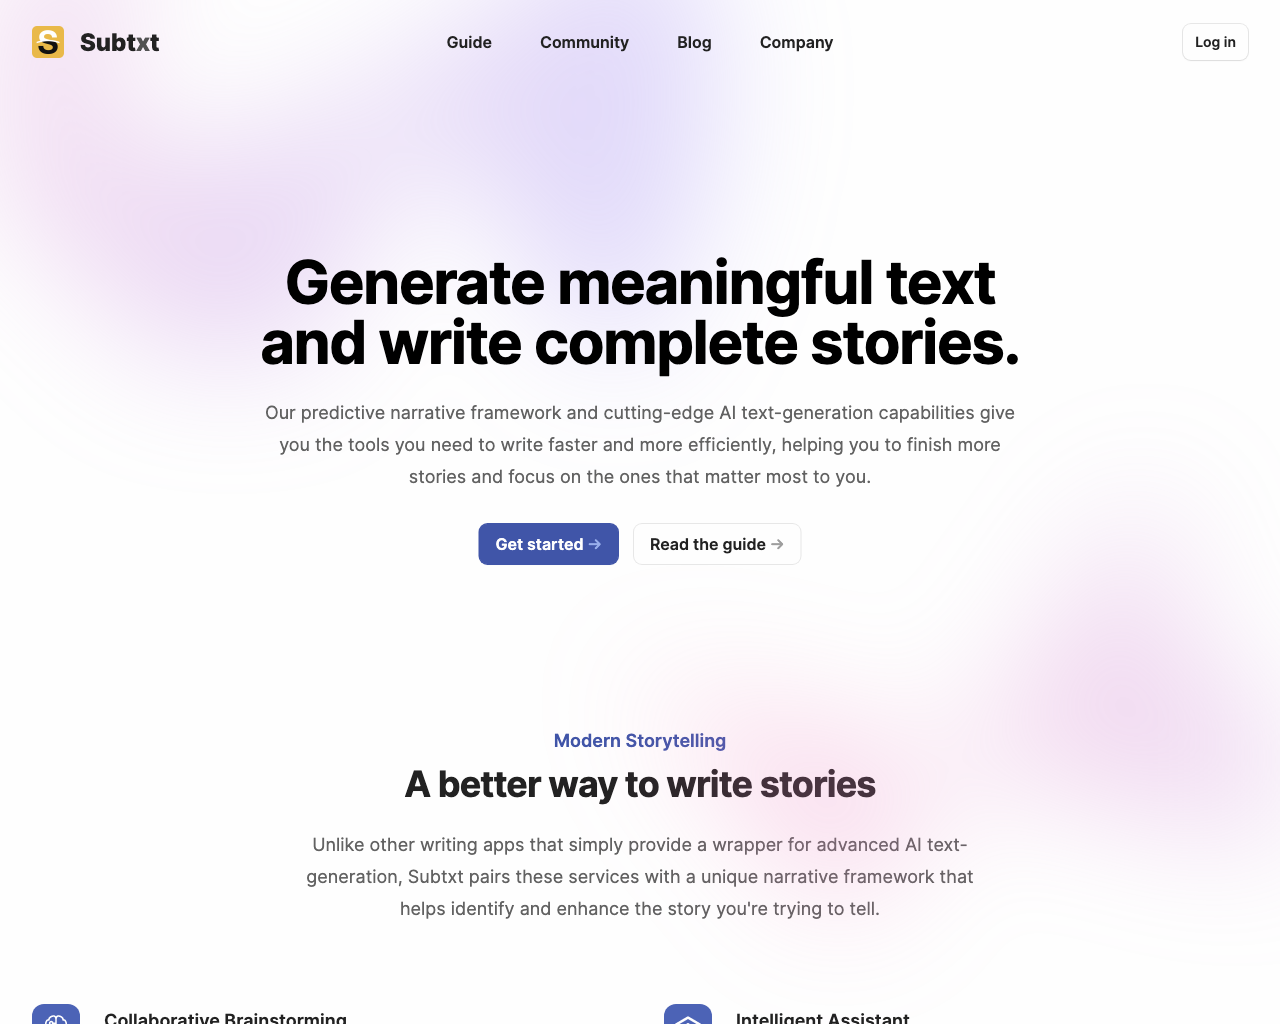 Subtxt
Guide
Community
Blog
Company
Log in
Generate meaningful text
and write complete stories.
Our predictive narrative framework and cutting-edge AI text-generation capabilities give
you the tools you need to write faster and more efficiently, helping you to finish more
stories and focus on the ones that matter most to you.
Get started →
Read the guide →
Modern Storytelling
A better way to write stories
Unlike other writing apps that simply provide a wrapper for advanced AI text-
generation, Subtxt pairs these services with a unique narrative framework that
helps identify and enhance the story you're trying to tell.
Collaborative Brainstorming
Intelligent Assistant